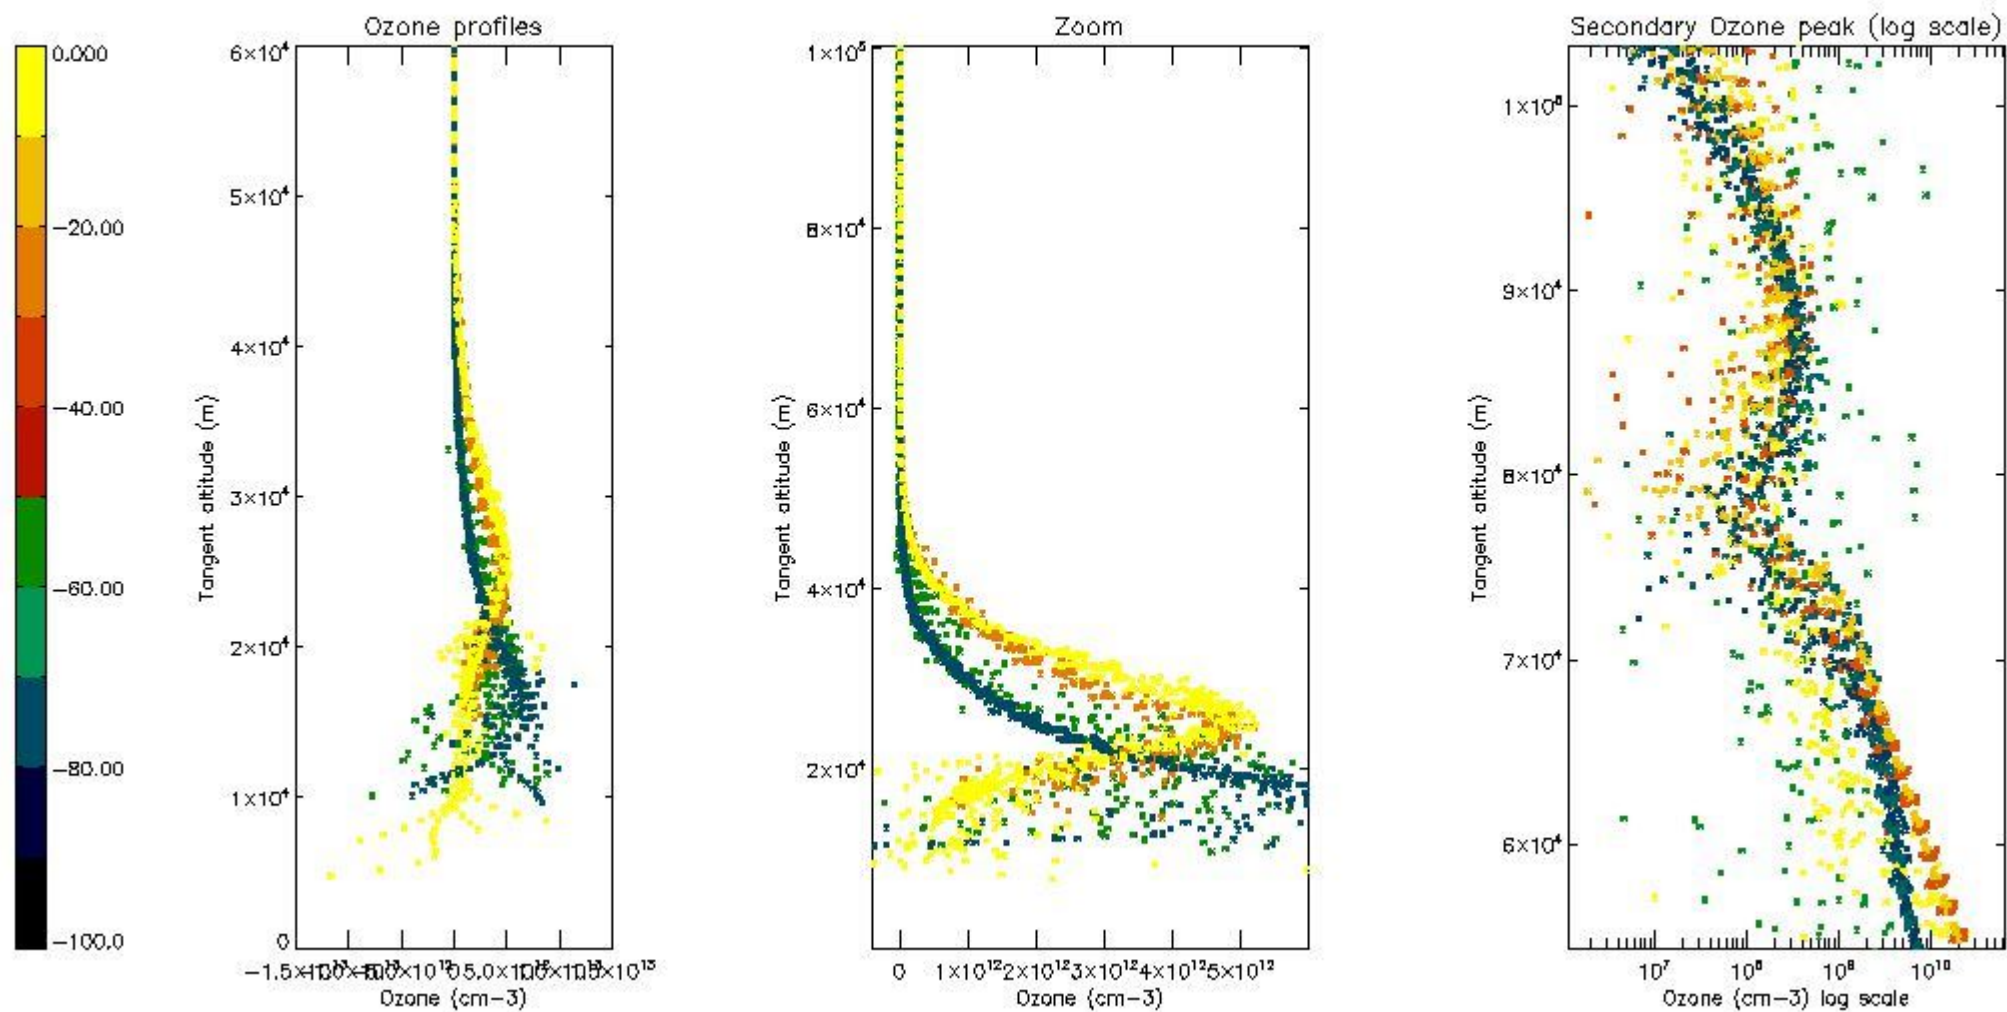 Ozone profiles
Zoom
Secondary Ozone peak (log scale)
0.000
−20.00
−40.00
−60.00
−80.00
−100.0
6×10⁴
5×10⁴
4×10⁴
3×10⁴
2×10⁴
1×10⁴
0
Tangent altitude (m)
Ozone (cm−3)
1×10⁵
8×10⁴
6×10⁴
4×10⁴
2×10⁴
Tangent altitude (m)
0 1×10¹² 2×10¹² 3×10¹² 4×10¹² 5×10¹²
Ozone (cm−3)
9×10⁴
8×10⁴
7×10⁴
6×10⁴
Tangent altitude (m)
10⁷ 10⁸ 10⁹ 10¹⁰
Ozone (cm−3) log scale